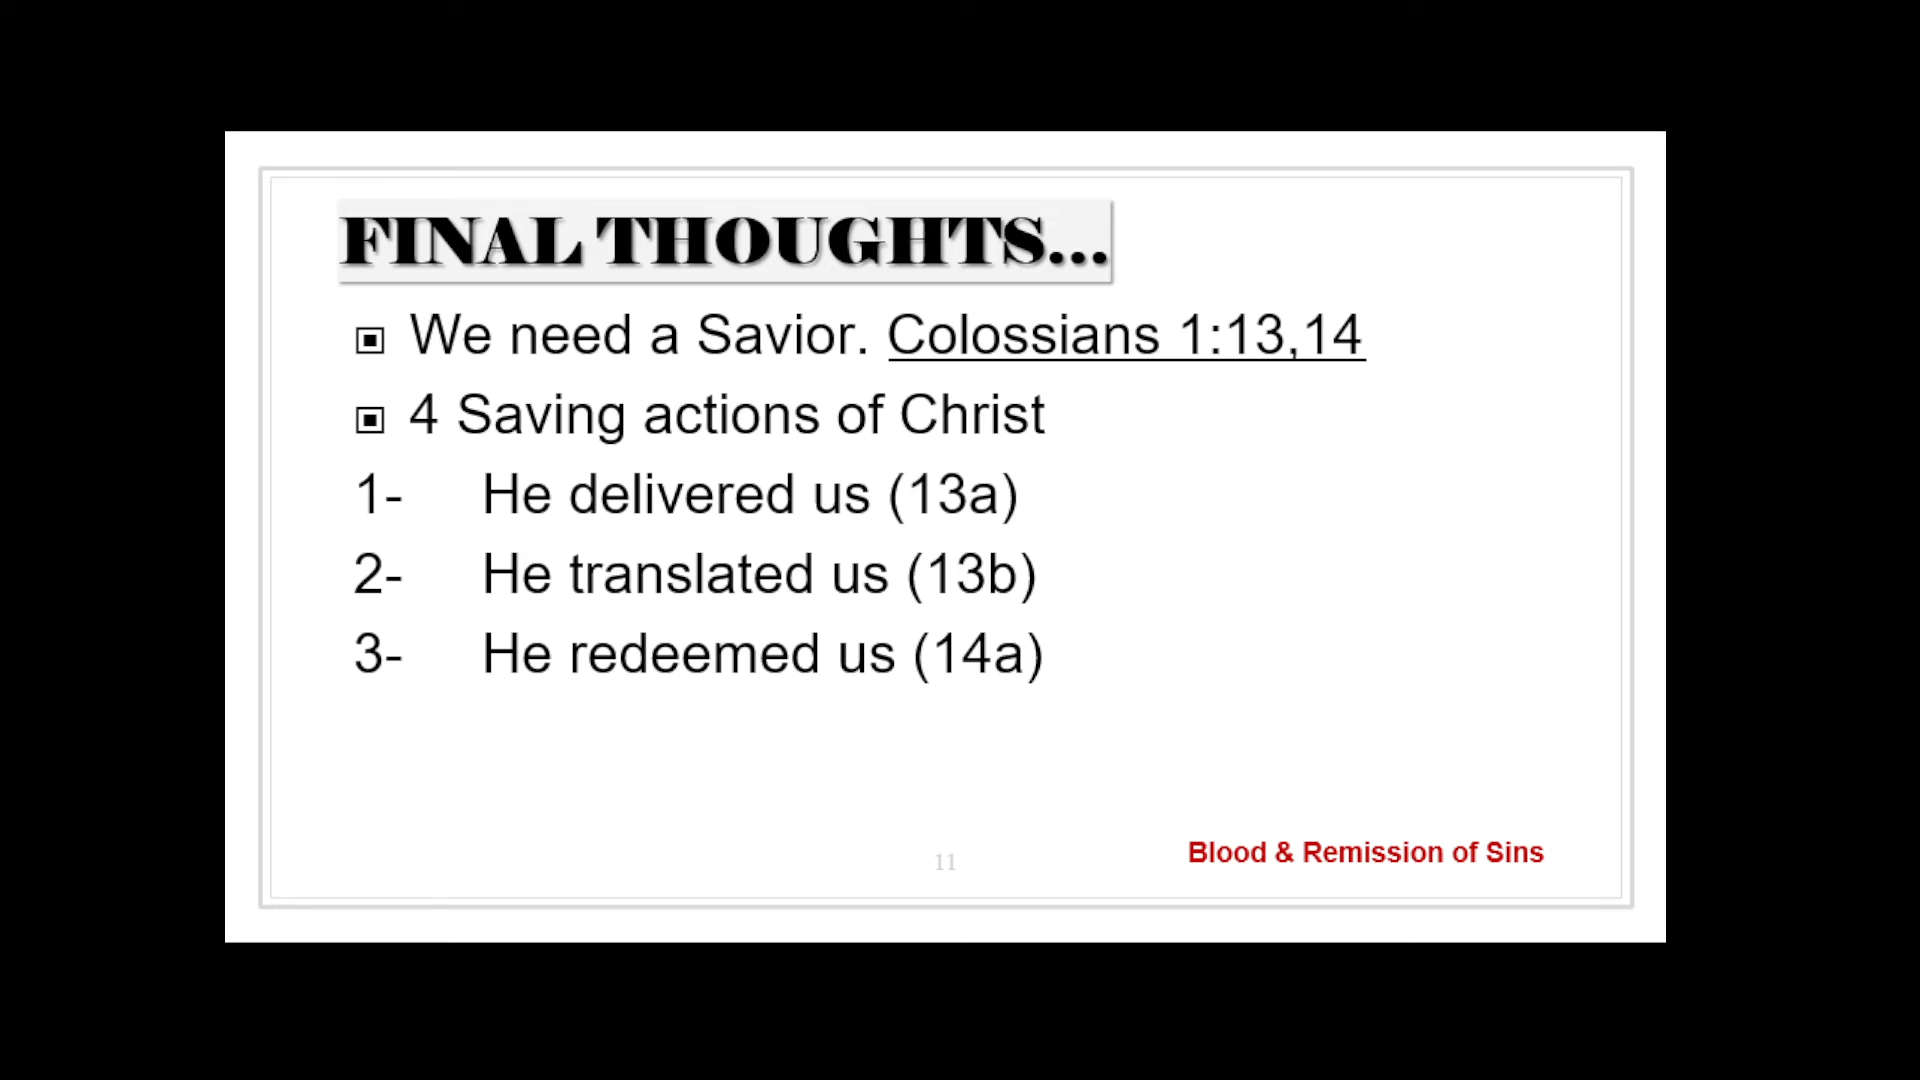 FINAL THOUGHTS...
We need a Savior. Colossians 1:13,14
4 Saving actions of Christ
1- He delivered us (13a)
2- He translated us (13b)
3- He redeemed us (14a)
11
Blood & Remission of Sins